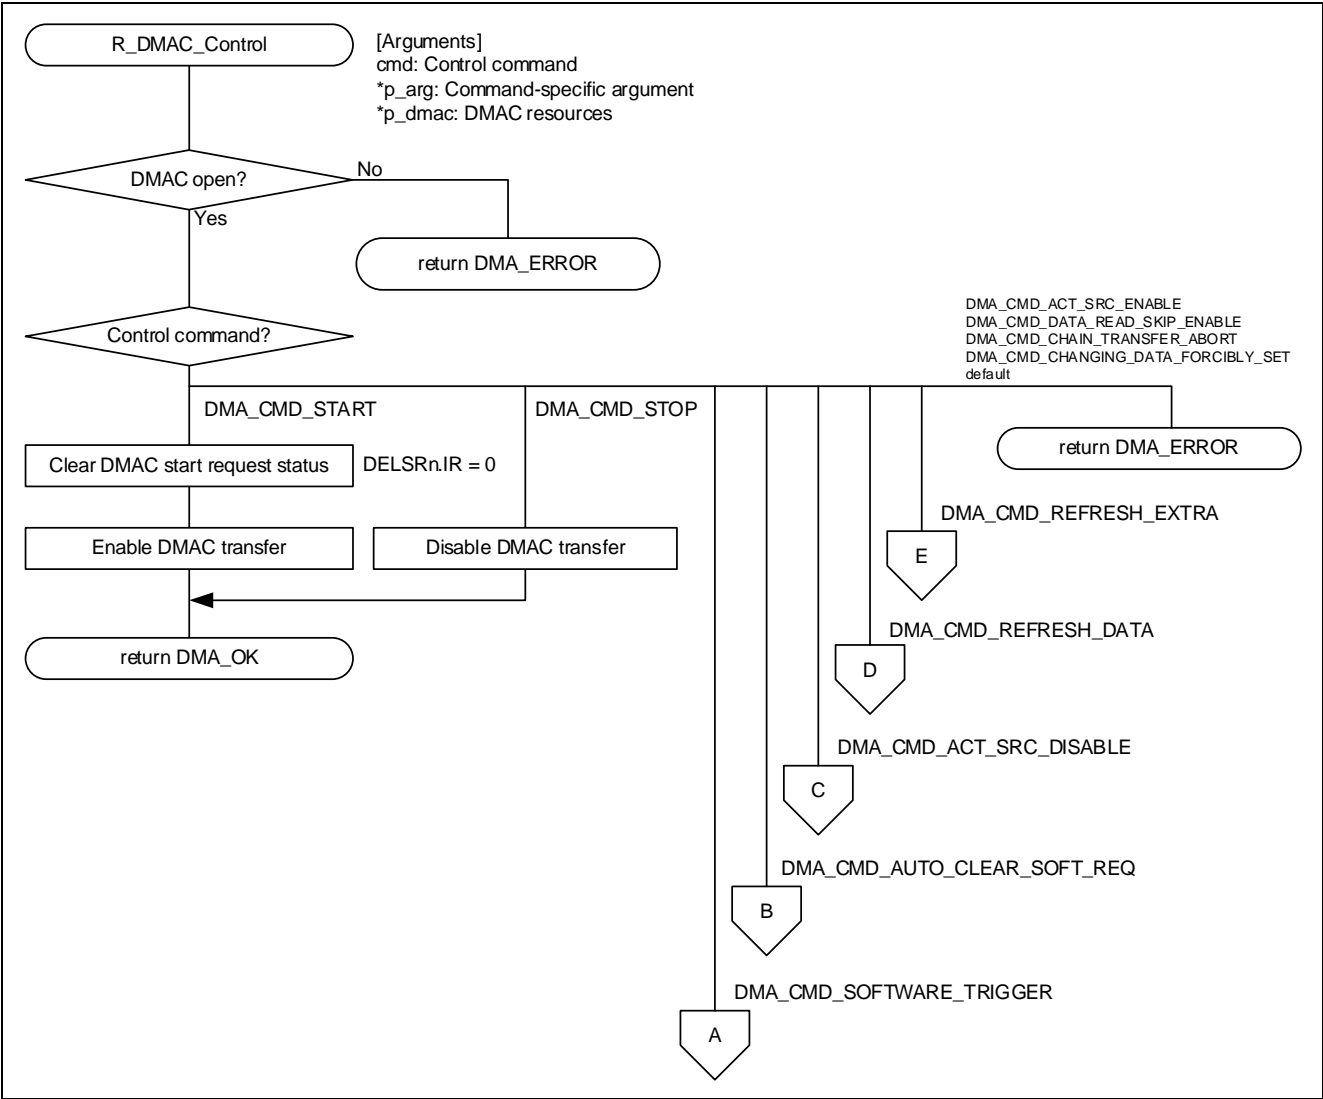 R_DMAC_Control
[Arguments]
cmd: Control command
*p_arg: Command-specific argument
*p_dmac: DMAC resources
DMAC open?
No
Yes
return DMA_ERROR
Control command?
DMA_CMD_ACT_SRC_ENABLE
DMA_CMD_DATA_READ_SKIP_ENABLE
DMA_CMD_CHAIN_TRANSFER_ABORT
DMA_CMD_CHANGING_DATA_FORCIBLY_SET
default
DMA_CMD_START
DMA_CMD_STOP
return DMA_ERROR
Clear DMAC start request status
DELSRn.IR = 0
DMA_CMD_REFRESH_EXTRA
Enable DMAC transfer
Disable DMAC transfer
E
DMA_CMD_REFRESH_DATA
return DMA_OK
D
DMA_CMD_ACT_SRC_DISABLE
C
DMA_CMD_AUTO_CLEAR_SOFT_REQ
B
DMA_CMD_SOFTWARE_TRIGGER
A